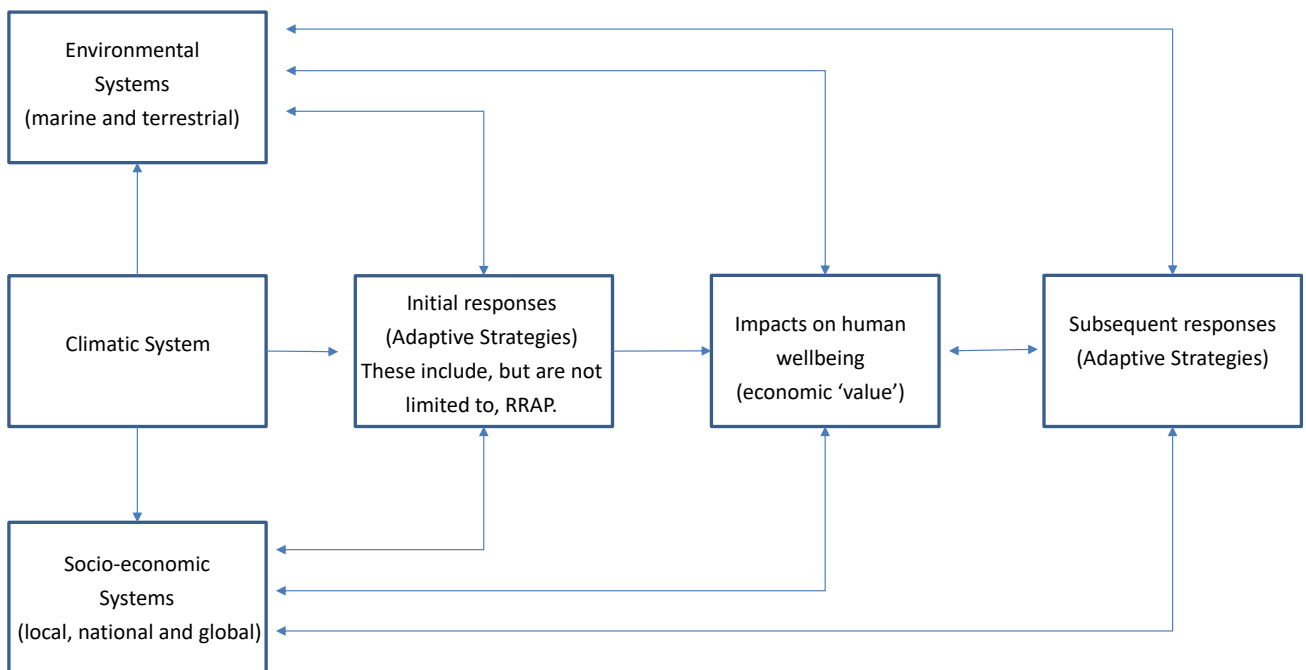 Environmental
Systems
(marine and terrestrial)
Climatic System
Initial responses
(Adaptive Strategies)
These include, but are not
limited to, RRAP.
Impacts on human
wellbeing
(economic ‘value’)
Subsequent responses
(Adaptive Strategies)
Socio-economic
Systems
(local, national and global)